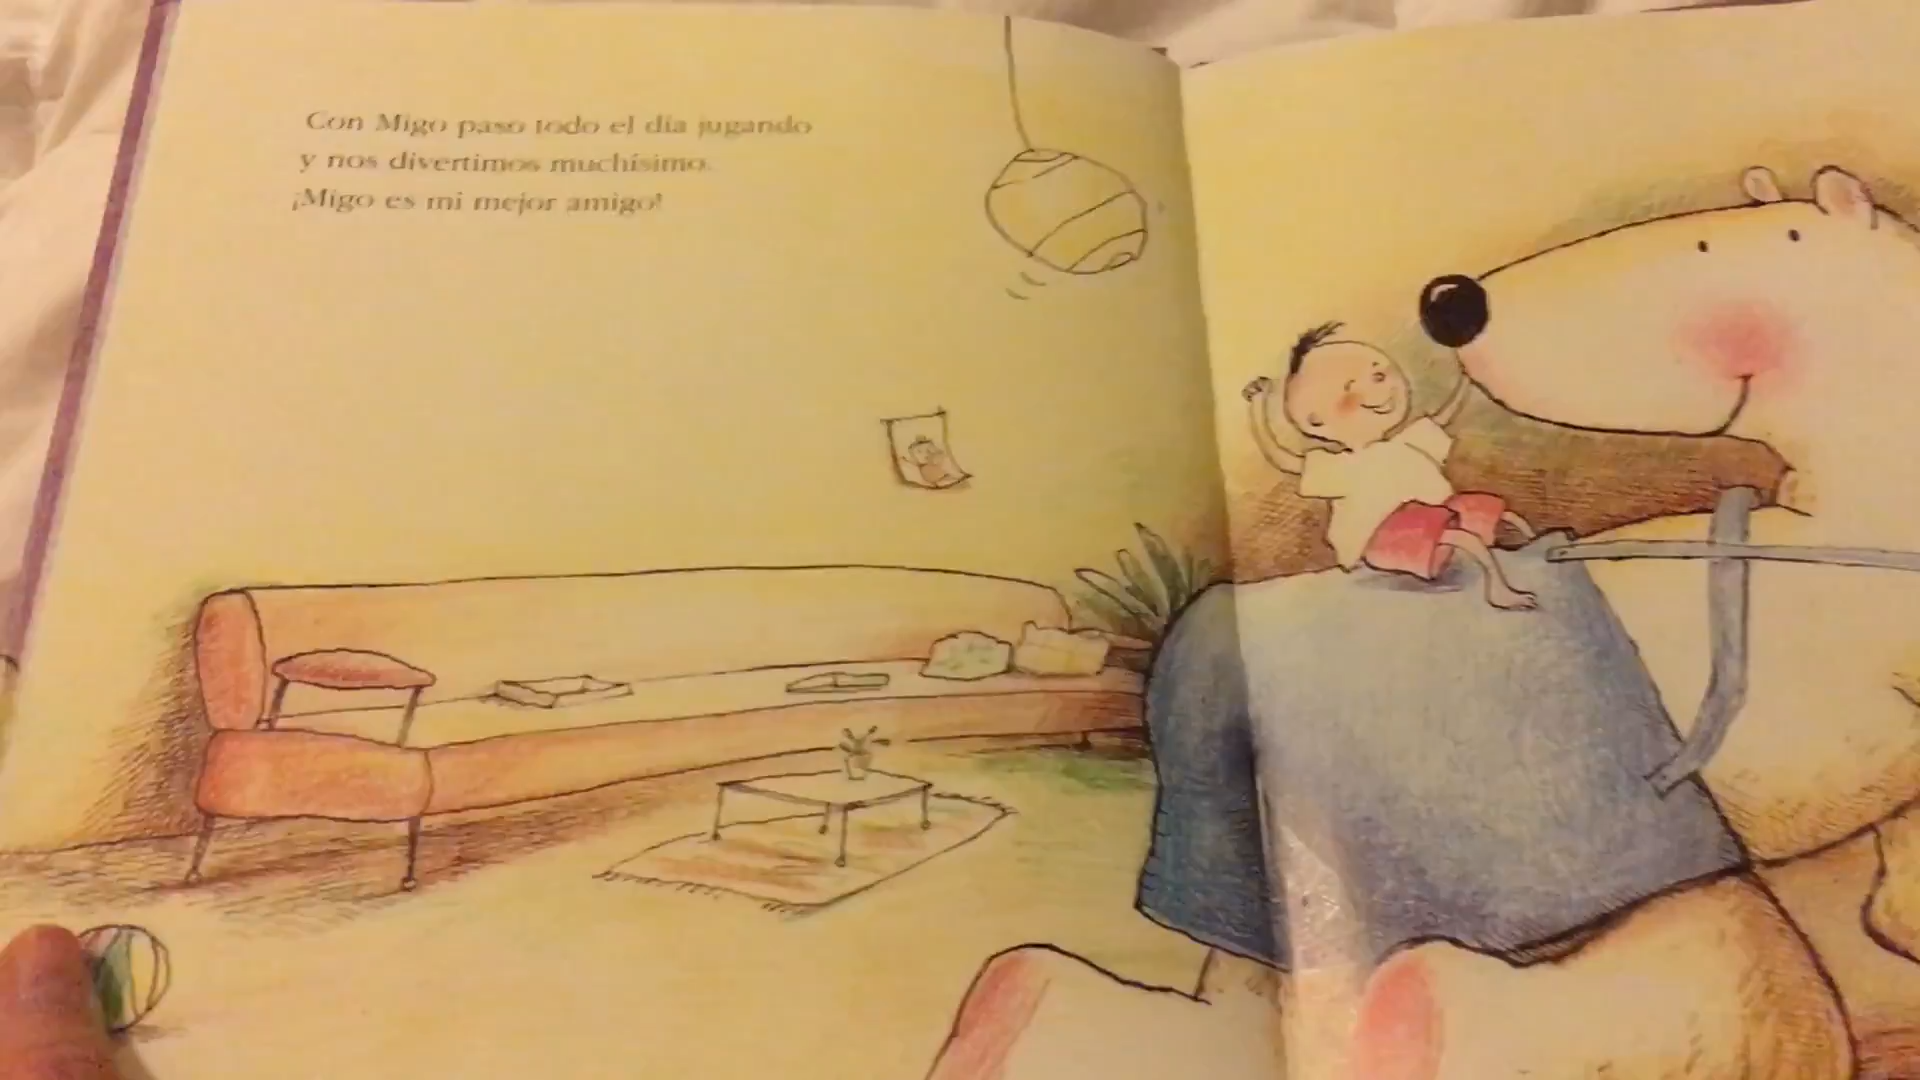 Con Migo paso todo el día jugando
y nos divertimos muchísimo.
¡Migo es mi mejor amigo!